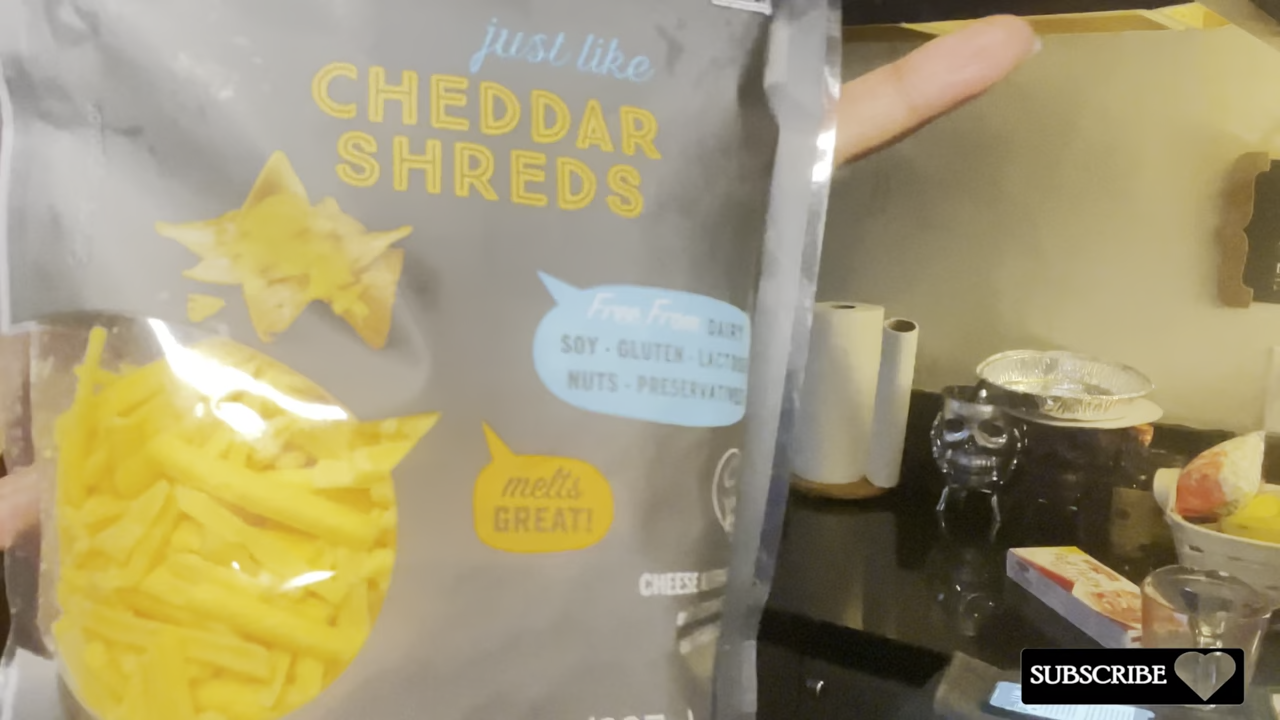 just like
CHEDDAR
SHREDS
Free From DAIRY
SOY · GLUTEN · LACTOSE
NUTS · PRESERVATIVES
melts
GREAT!
CHEESE
SUBSCRIBE